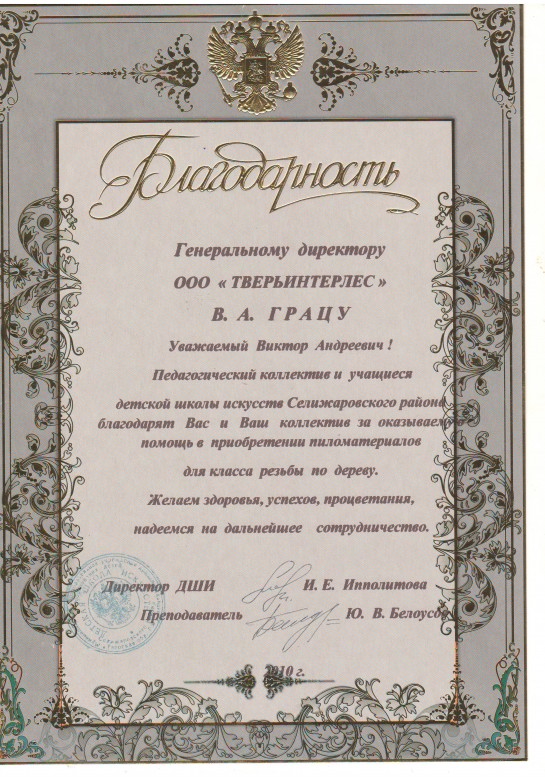 Благодарность
Генеральному директору
ООО « ТВЕРЬИНТЕРЛЕС »
В. А. ГРАЦУ
Уважаемый Виктор Андреевич !
Педагогический коллектив и учащиеся
детской школы искусств Селижаровского района
благодарят Вас и Ваш коллектив за оказываем
помощь в приобретении пиломатериалов
для класса резьбы по дереву.
Желаем здоровья, успехов, процветания,
надеемся на дальнейшее сотрудничество.
Директор ДШИ И. Е. Ипполитова
Преподаватель Ю. В. Белоусов
2010 г.